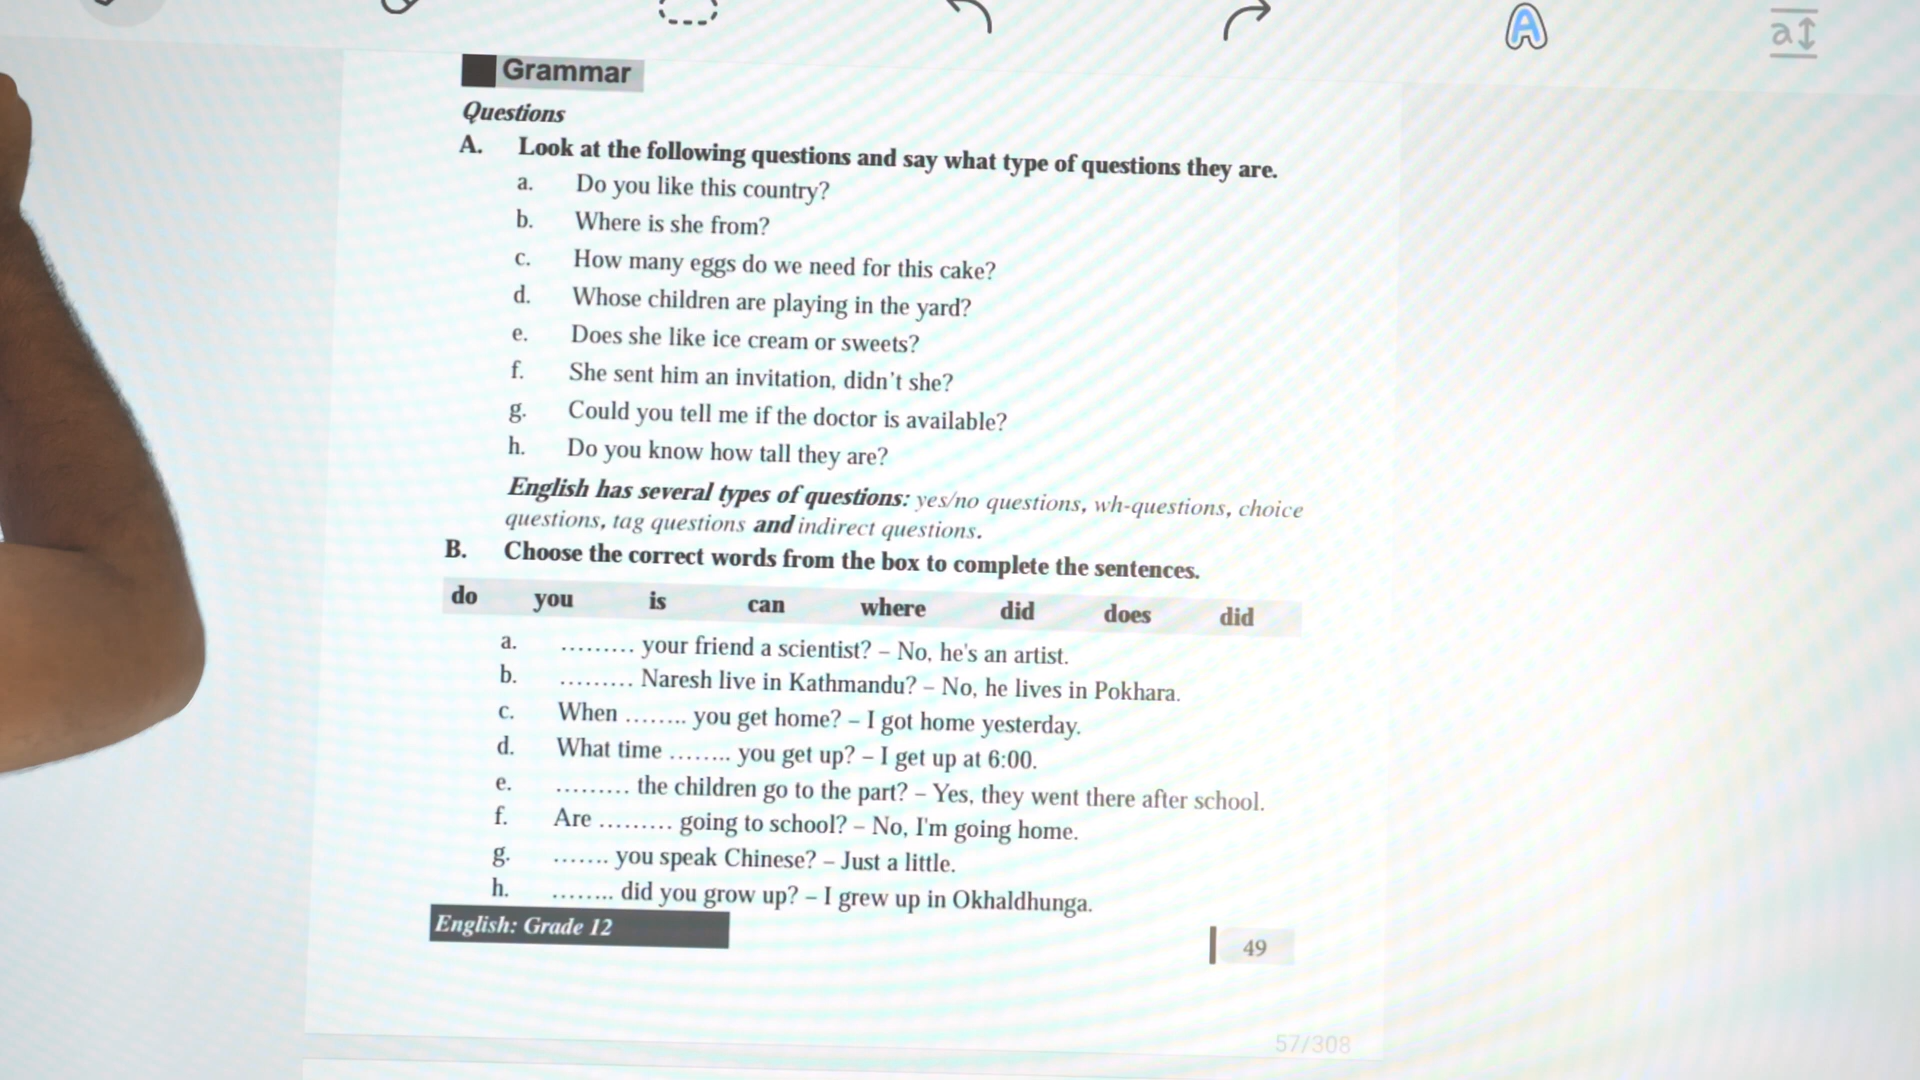 Grammar
Questions
A. Look at the following questions and say what type of questions they are.
a. Do you like this country?
b. Where is she from?
c. How many eggs do we need for this cake?
d. Whose children are playing in the yard?
e. Does she like ice cream or sweets?
f. She sent him an invitation, didn't she?
g. Could you tell me if the doctor is available?
h. Do you know how tall they are?
English has several types of questions: yes/no questions, wh-questions, choice
questions, tag questions and indirect questions.
B. Choose the correct words from the box to complete the sentences.
do you is can where did does did
a. ......... your friend a scientist? – No, he's an artist.
b. ......... Naresh live in Kathmandu? – No, he lives in Pokhara.
c. When ........ you get home? – I got home yesterday.
d. What time ........ you get up? – I get up at 6:00.
e. ......... the children go to the part? – Yes, they went there after school.
f. Are ......... going to school? – No, I'm going home.
g. ....... you speak Chinese? – Just a little.
h. ........ did you grow up? – I grew up in Okhaldhunga.
English: Grade 12
49
57/308
A
a